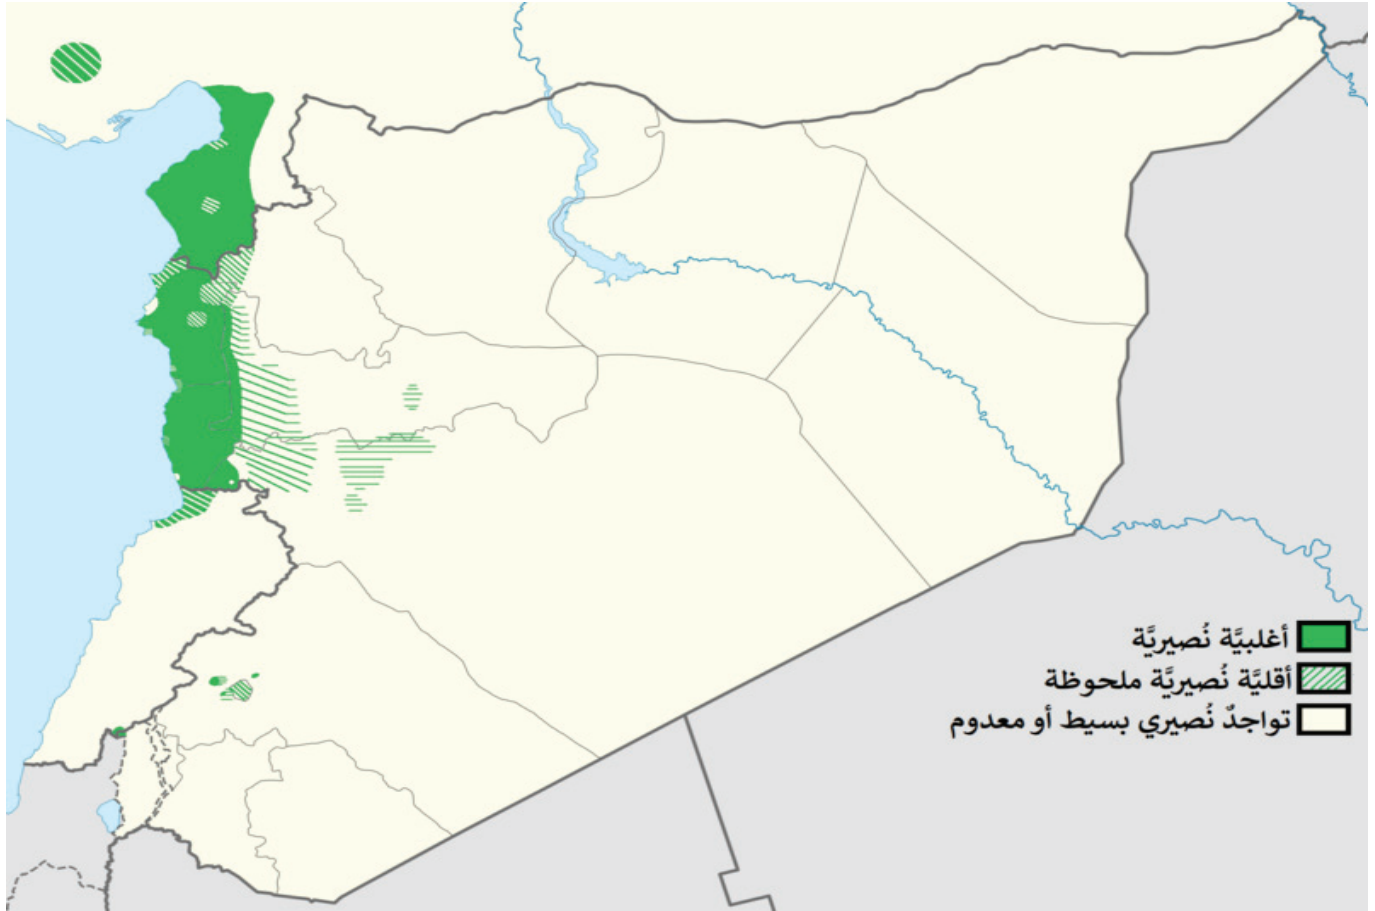 أغلبيَّة نُصيريَّة
أقليَّة نُصيريَّة ملحوظة
تواجدٌ نُصيري بسيط أو معدوم